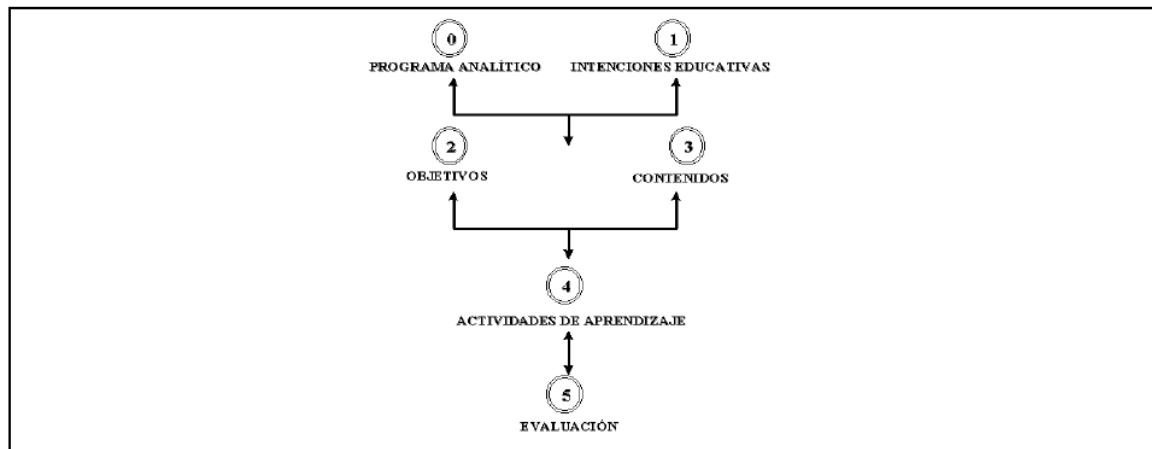 0 1
PROGRAMA ANALÍTICO INTENCIONES EDUCATIVAS
2 3
OBJETIVOS CONTENIDOS
4
ACTIVIDADES DE APRENDIZAJE
5
EVALUACIÓN